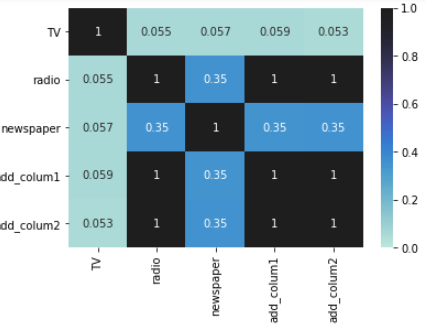 TV 1 0.055 0.057 0.059 0.053
radio 0.055 1 0.35 1 1
newspaper 0.057 0.35 1 0.35 0.35
dd_colum1 0.059 1 0.35 1 1
dd_colum2 0.053 1 0.35 1 1
TV radio newspaper add_colum1 add_colum2
1.0
0.8
0.6
0.4
0.2
0.0